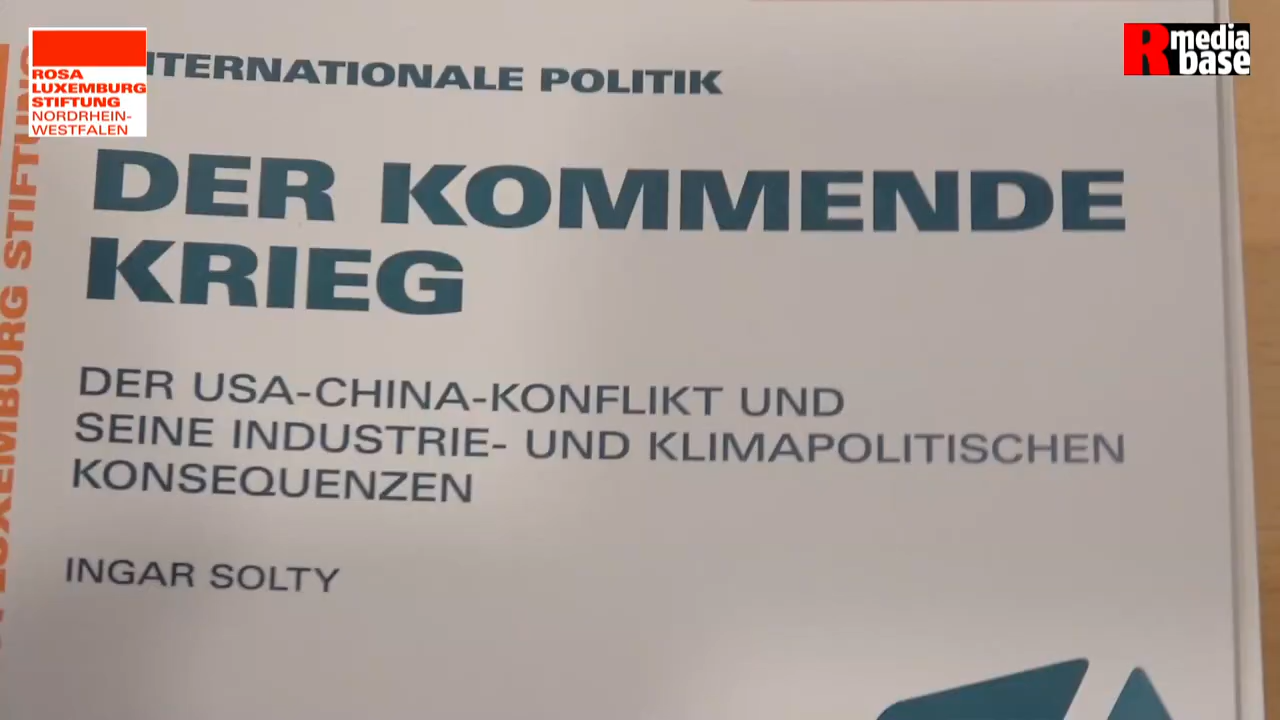 ROSA
LUXEMBURG
STIFTUNG
NORDRHEIN-
WESTFALEN
R media
base
INTERNATIONALE POLITIK
DER KOMMENDE
KRIEG
DER USA-CHINA-KONFLIKT UND
SEINE INDUSTRIE- UND KLIMAPOLITISCHEN
KONSEQUENZEN
INGAR SOLTY
LUXEMBURG STIFTUNG